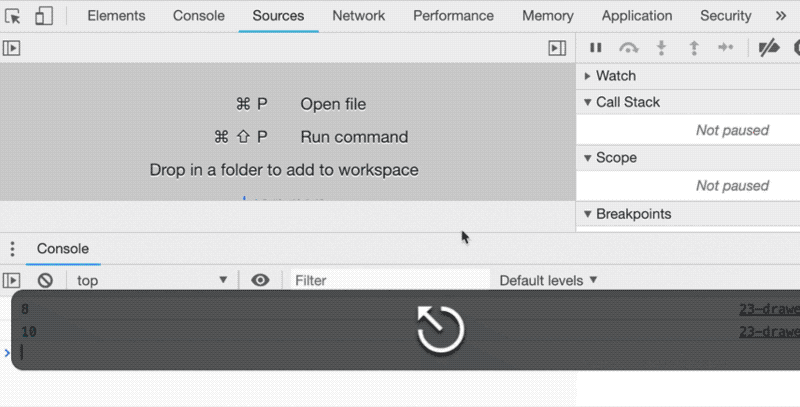 Elements Console Sources Network Performance Memory Application Security »
Watch
⌘ P Open file
Call Stack
⌘ ⇧ P Run command
Not paused
Drop in a folder to add to workspace
Scope
Not paused
Breakpoints
Console
top Filter Default levels
8 23-drawe
10 23-drawe